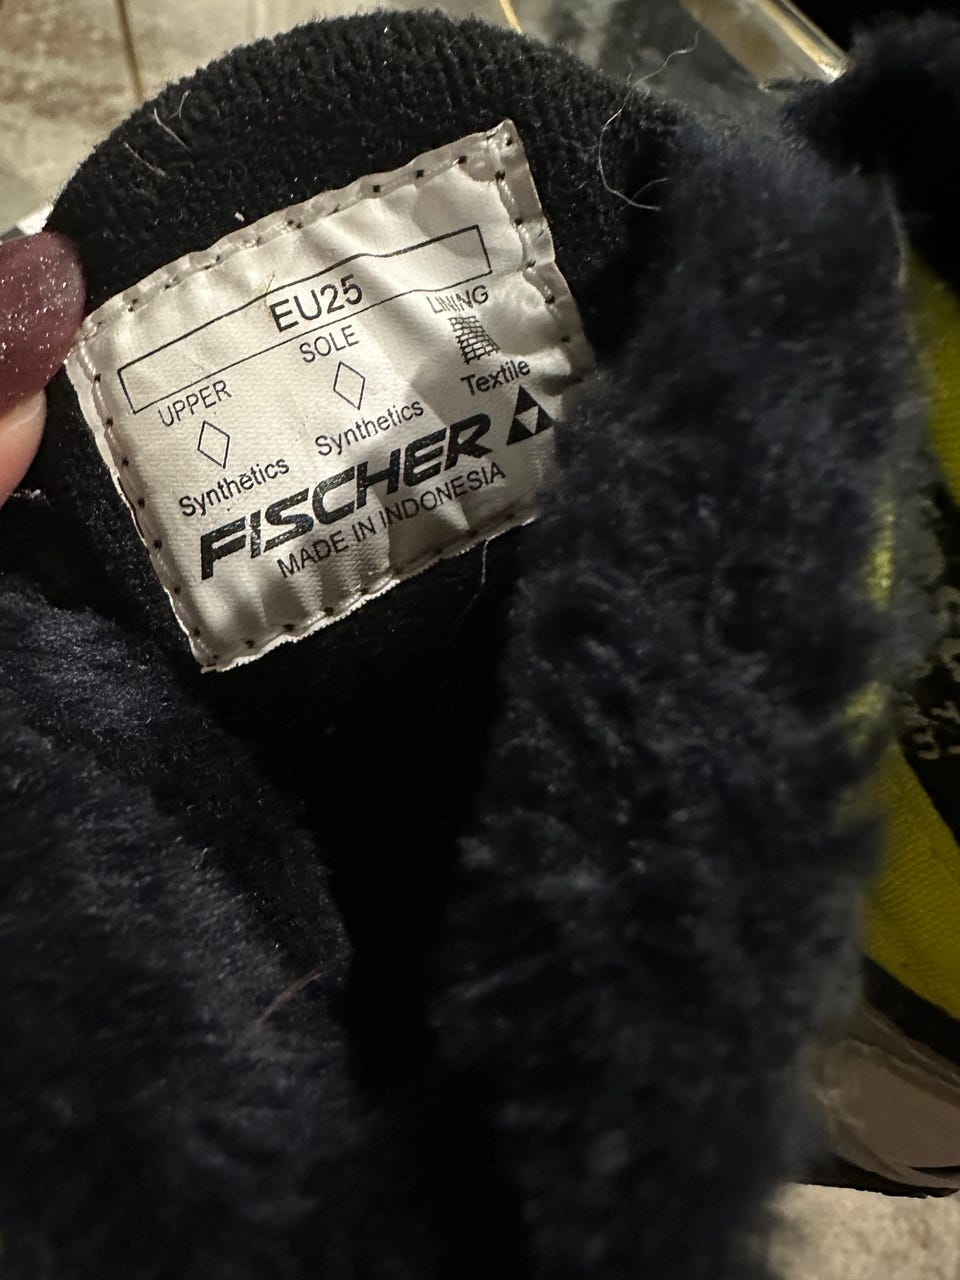 EU25
UPPER SOLE LINING
Synthetics Synthetics Textile
FISCHER
MADE IN INDONESIA